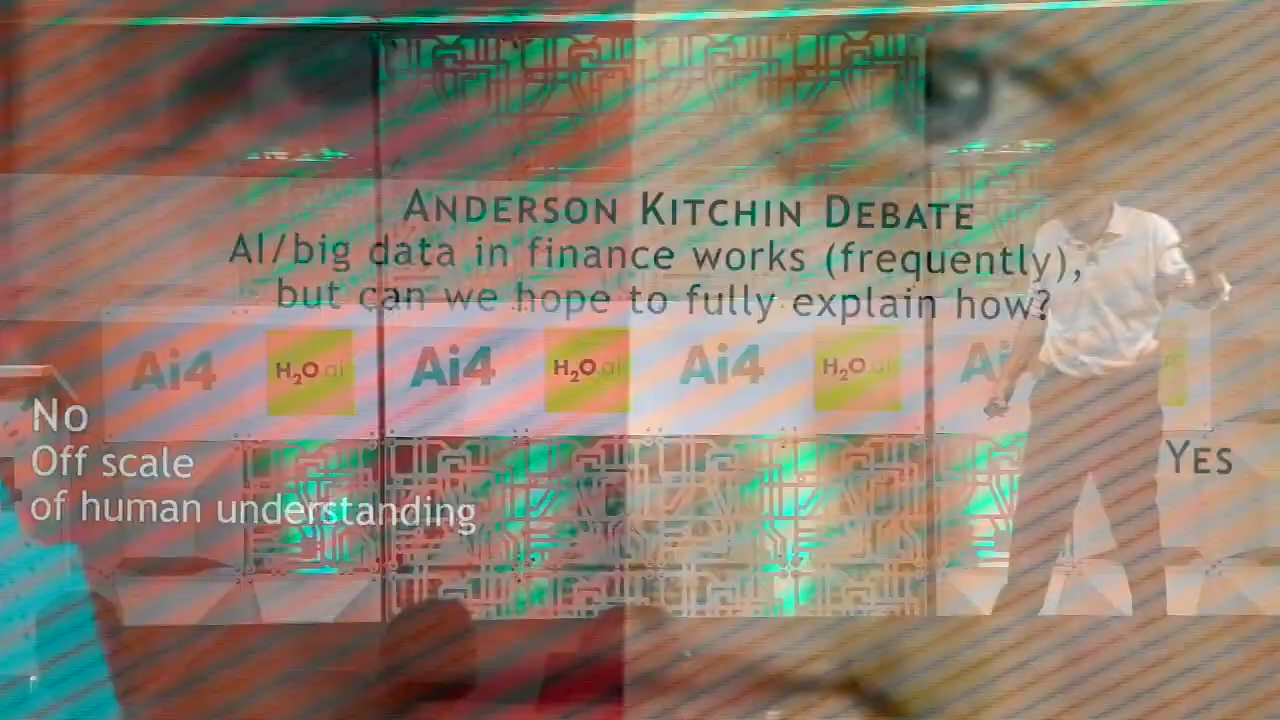 ANDERSON KITCHIN DEBATE
AI/big data in finance works (frequently),
but can we hope to fully explain how?
Ai4 H2O.ai Ai4 H2O.ai Ai4 H2O.ai Ai
No
Off scale
of human understanding
YES